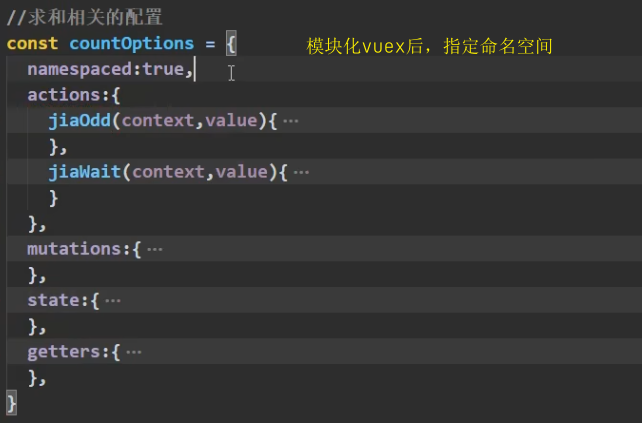 //求和相关的配置
const countOptions = {
模块化vuex后，指定命名空间
namespaced:true,
actions:{
jiaOdd(context,value){ ⋯
},
jiaWait(context,value){ ⋯
}
},
mutations:{ ⋯
},
state:{ ⋯
},
getters:{ ⋯
},
}